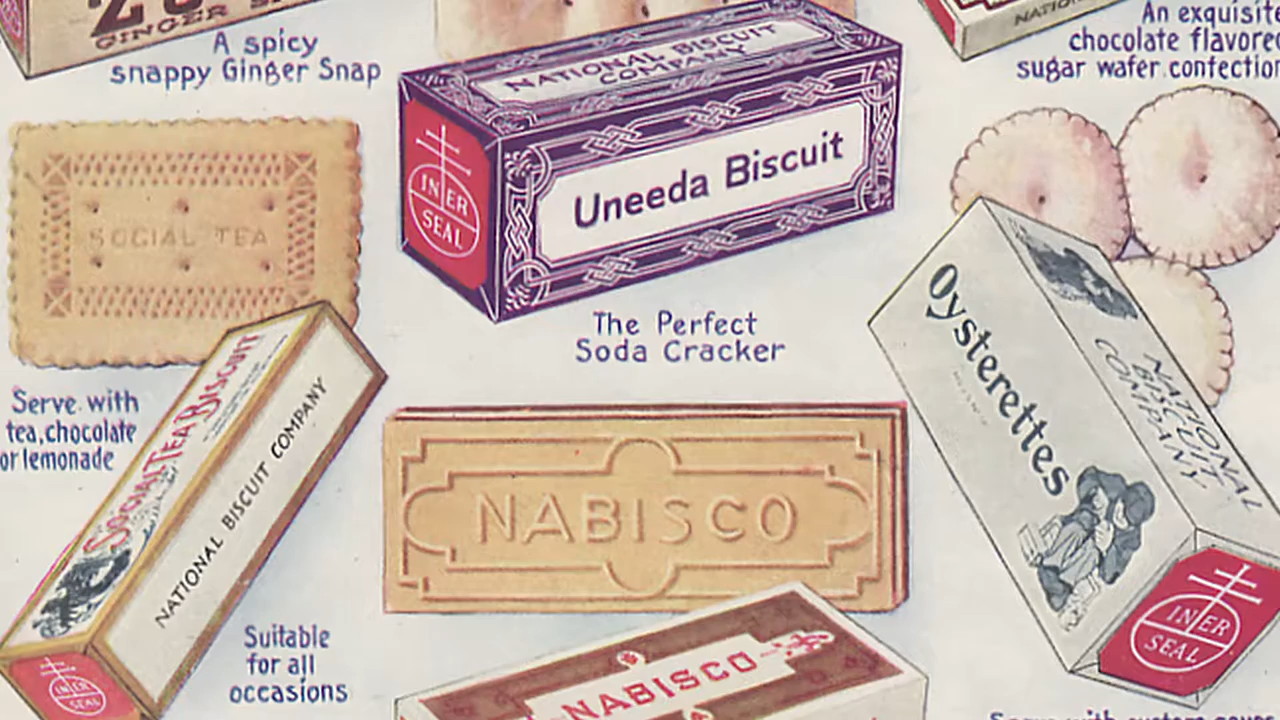 GINGER
A spicy
snappy Ginger Snap
NATIONAL BISCUIT
COMPANY
An exquisite
chocolate flavored
sugar wafer confection
IN ER
SEAL
Uneeda Biscuit
SOCIAL TEA
The Perfect
Soda Cracker
Serve with
tea, chocolate
or lemonade
SOCIAL TEA BISCUIT
NATIONAL BISCUIT COMPANY
IN ER
SEAL
NABISCO
Oysterettes
NATIONAL
BISCUIT
COMPANY
IN ER
SEAL
Suitable
for all
occasions
NABISCO